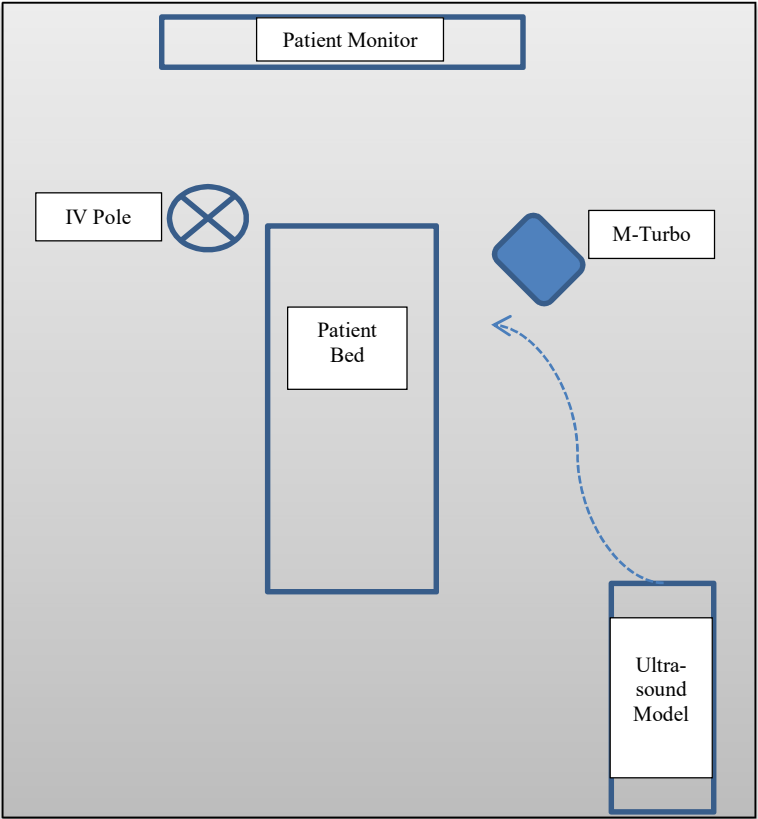 Patient Monitor
IV Pole
M-Turbo
Patient
Bed
Ultra-
sound
Model